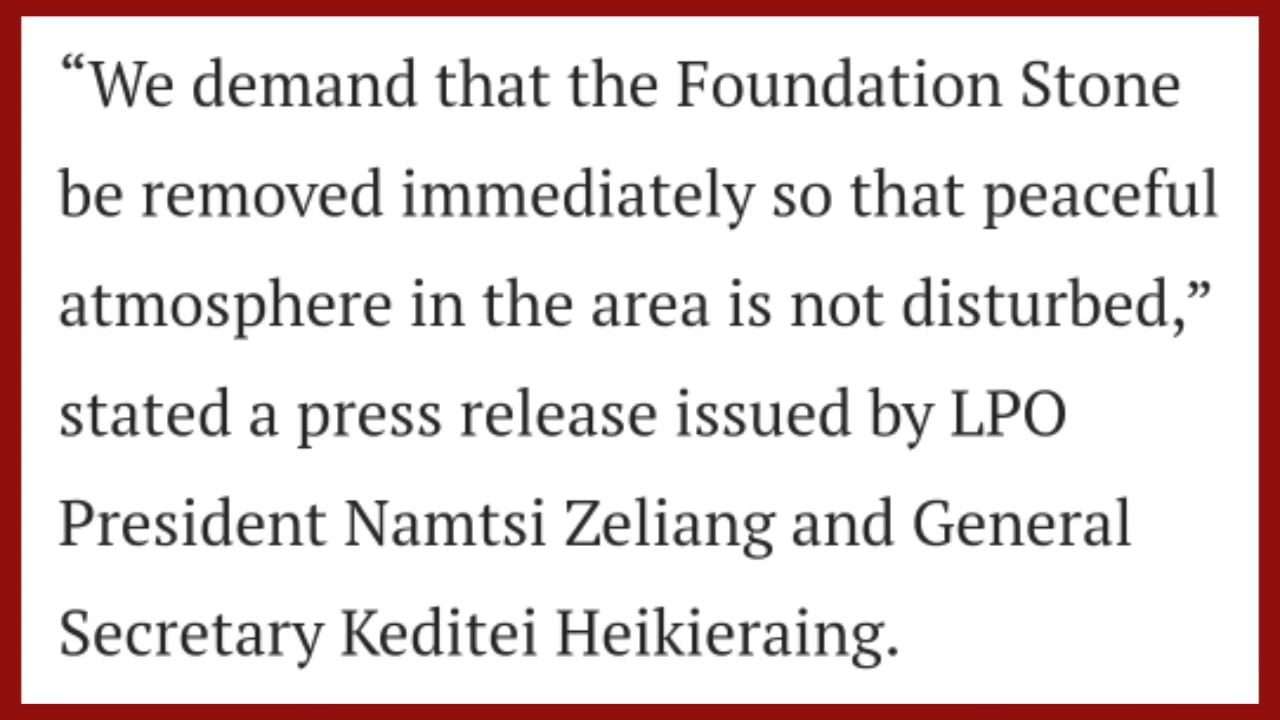 “We demand that the Foundation Stone
be removed immediately so that peaceful
atmosphere in the area is not disturbed,”
stated a press release issued by LPO
President Namtsi Zeliang and General
Secretary Keditei Heikieraing.